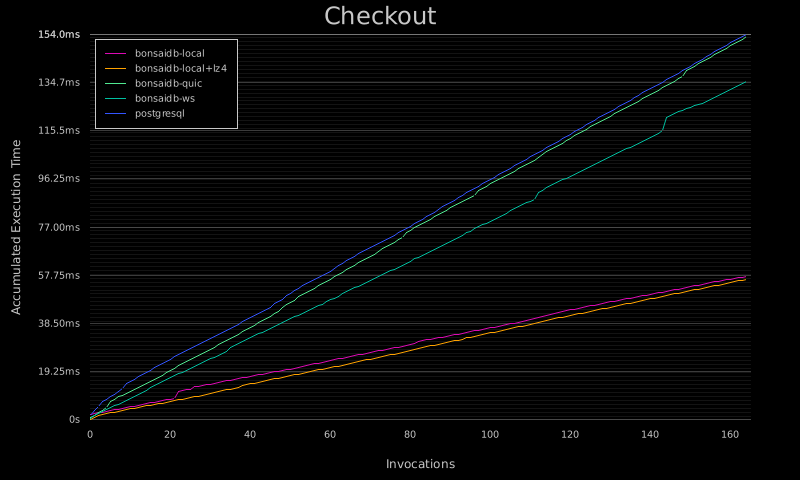 Checkout
154.0ms
134.7ms
115.5ms
96.25ms
77.00ms
57.75ms
38.50ms
19.25ms
0s
Accumulated Execution Time
bonsaidb-local
bonsaidb-local+lz4
bonsaidb-quic
bonsaidb-ws
postgresql
0 20 40 60 80 100 120 140 160
Invocations